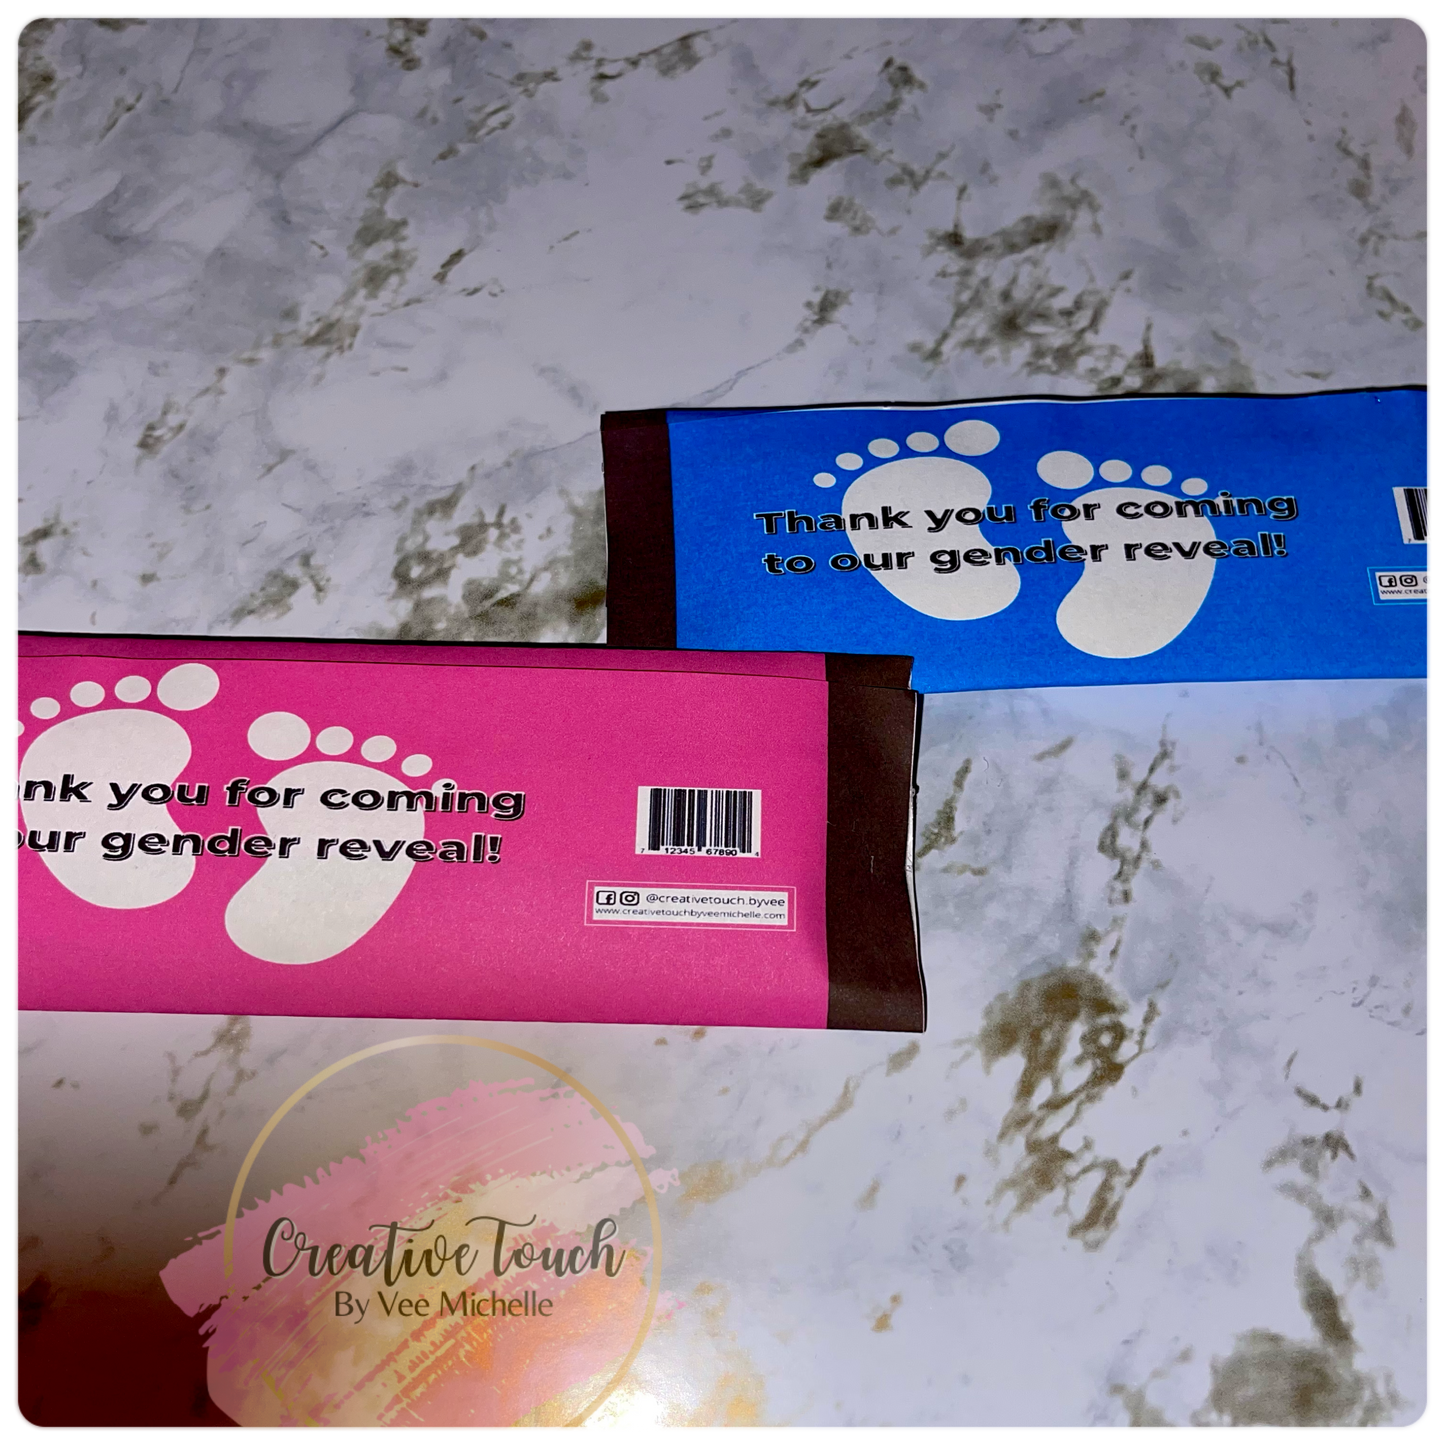 Thank you for coming
to our gender reveal!
nk you for coming
our gender reveal!
7 12345 67890 4
@creativetouch.byvee
www.creativetouchbyveemichelle.com
Creative Touch
By Vee Michelle